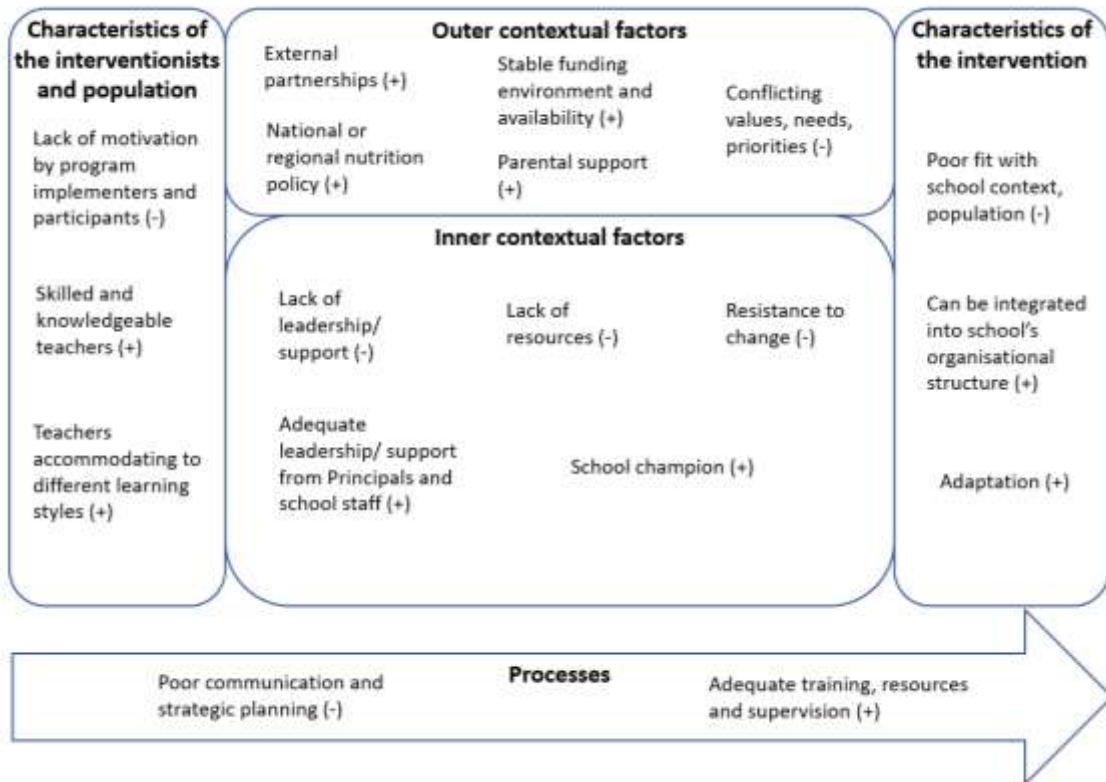 Characteristics of
the interventionists
and population
Lack of motivation
by program
implementers and
participants (-)
Skilled and
knowledgeable
teachers (+)
Teachers
accommodating to
different learning
styles (+)
Outer contextual factors
External
partnerships (+)
National or
regional nutrition
policy (+)
Stable funding
environment and
availability (+)
Parental support
(+)
Conflicting
values, needs,
priorities (-)
Inner contextual factors
Lack of
leadership/
support (-)
Lack of
resources (-)
Resistance to
change (-)
Adequate
leadership/ support
from Principals and
school staff (+)
School champion (+)
Characteristics of
the intervention
Poor fit with
school context,
population (-)
Can be integrated
into school's
organisational
structure (+)
Adaptation (+)
Processes
Poor communication and
strategic planning (-)
Adequate training, resources
and supervision (+)